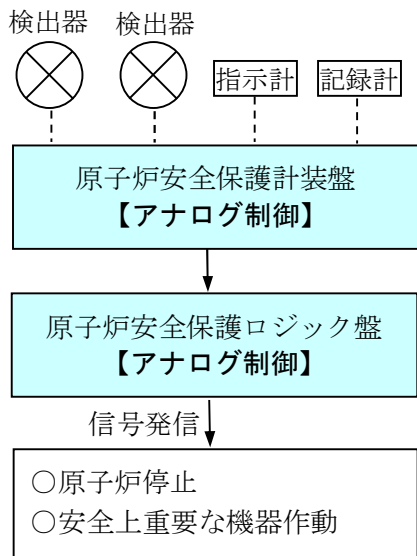 検出器 検出器
指示計 記録計
原子炉安全保護計装盤
【アナログ制御】
原子炉安全保護ロジック盤
【アナログ制御】
信号発信
○原子炉停止
○安全上重要な機器作動